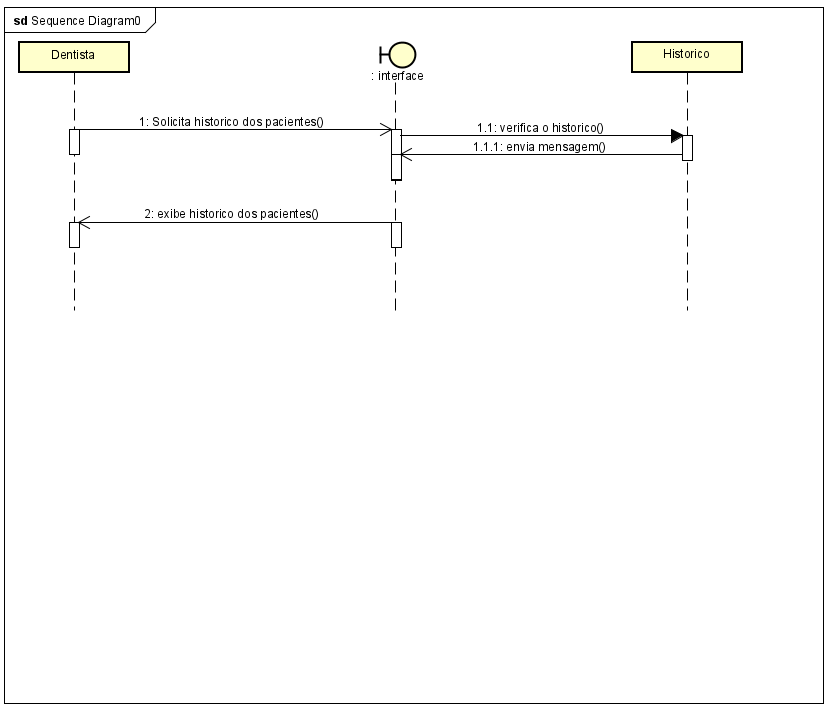 sd Sequence Diagram0
Dentista
: interface
Historico
1: Solicita historico dos pacientes()
1.1: verifica o historico()
1.1.1: envia mensagem()
2: exibe historico dos pacientes()